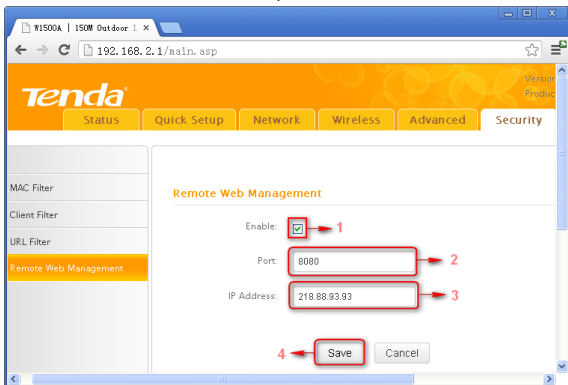 W1500A | 150M Outdoor L
192.168.2.1/main.asp
Tenda
Version
Produc
Status Quick Setup Network Wireless Advanced Security
MAC Filter
Client Filter
URL Filter
Remote Web Management
Remote Web Management
Enable: 1
Port: 8080 2
IP Address: 218.88.93.93 3
4 Save Cancel